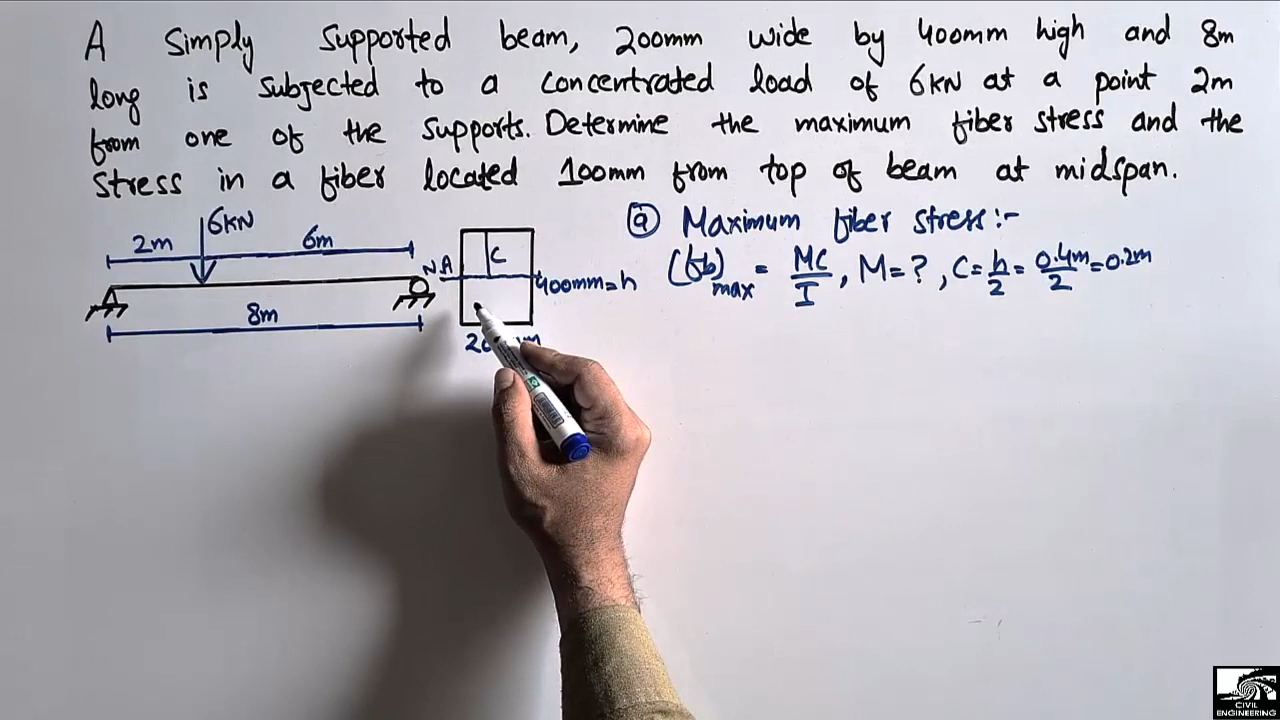 A Simply supported beam, 200mm wide by 400mm high and 8m
long is subjected to a concentrated load of 6kN at a point 2m
from one of the supports. Determine the maximum fiber stress and the
stress in a fiber located 100mm from top of beam at midspan.
ⓐ Maximum fiber stress:-
(fb)max = MC/I, M=?, C=h/2=0.4m/2=0.2m
6kN
2m
6m
8m
N.A
C
400mm=h
CIVIL
ENGINEERING